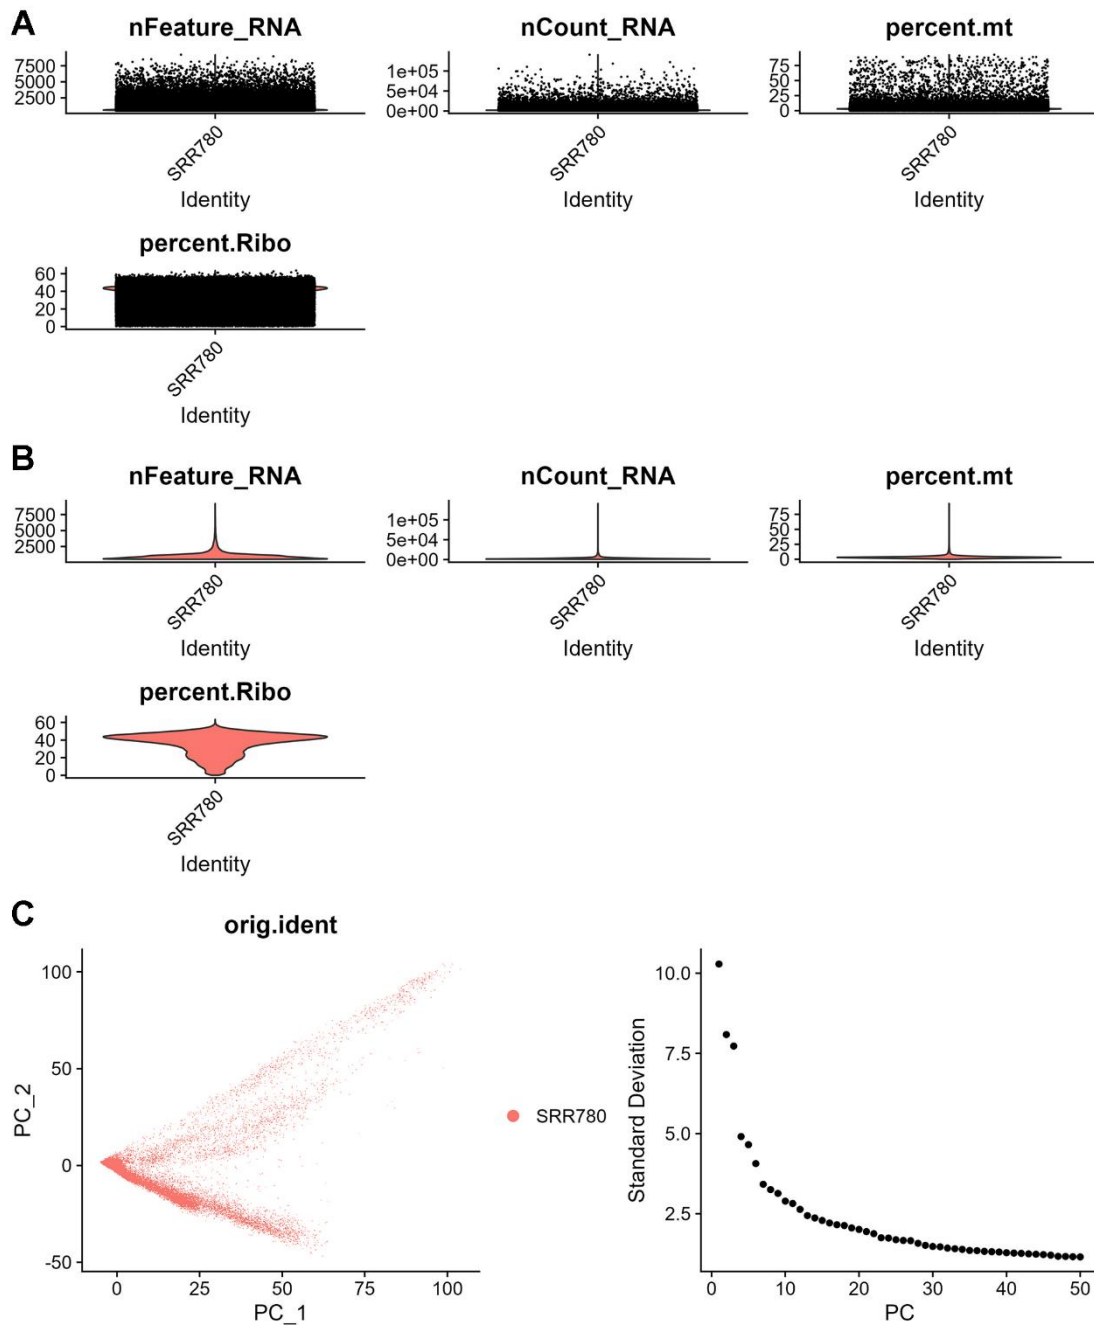 A
nFeature_RNA nCount_RNA percent.mt
7500
5000
2500
1e+05
5e+04
0e+00
75
50
25
0
SRR780 SRR780 SRR780
Identity Identity Identity
percent.Ribo
60
40
20
0
SRR780
Identity
B
nFeature_RNA nCount_RNA percent.mt
7500
5000
2500
1e+05
5e+04
0e+00
75
50
25
0
SRR780 SRR780 SRR780
Identity Identity Identity
percent.Ribo
60
40
20
0
SRR780
Identity
C
orig.ident
100
50
0
-50
PC_2
0 25 50 75 100
PC_1
SRR780
10.0
7.5
5.0
2.5
Standard Deviation
0 10 20 30 40 50
PC